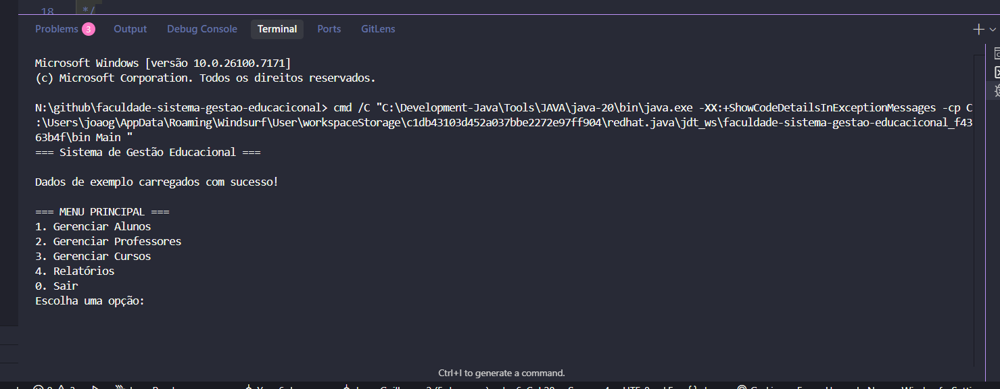 18 */
Problems 3 Output Debug Console Terminal Ports GitLens
Microsoft Windows [versão 10.0.26100.7171]
(c) Microsoft Corporation. Todos os direitos reservados.
N:\github\faculdade-sistema-gestao-educaciconal> cmd /C "C:\Development-Java\Tools\JAVA\java-20\bin\java.exe -XX:+ShowCodeDetailsInExceptionMessages -cp C
:\Users\joaog\AppData\Roaming\Windsurf\User\workspaceStorage\c1db43103d452a037bbe2272e97ff904\redhat.java\jdt_ws\faculdade-sistema-gestao-educaciconal_f43
63b4f\bin Main "
=== Sistema de Gestão Educacional ===
Dados de exemplo carregados com sucesso!
=== MENU PRINCIPAL ===
1. Gerenciar Alunos
2. Gerenciar Professores
3. Gerenciar Cursos
4. Relatórios
0. Sair
Escolha uma opção:
Ctrl+I to generate a command.